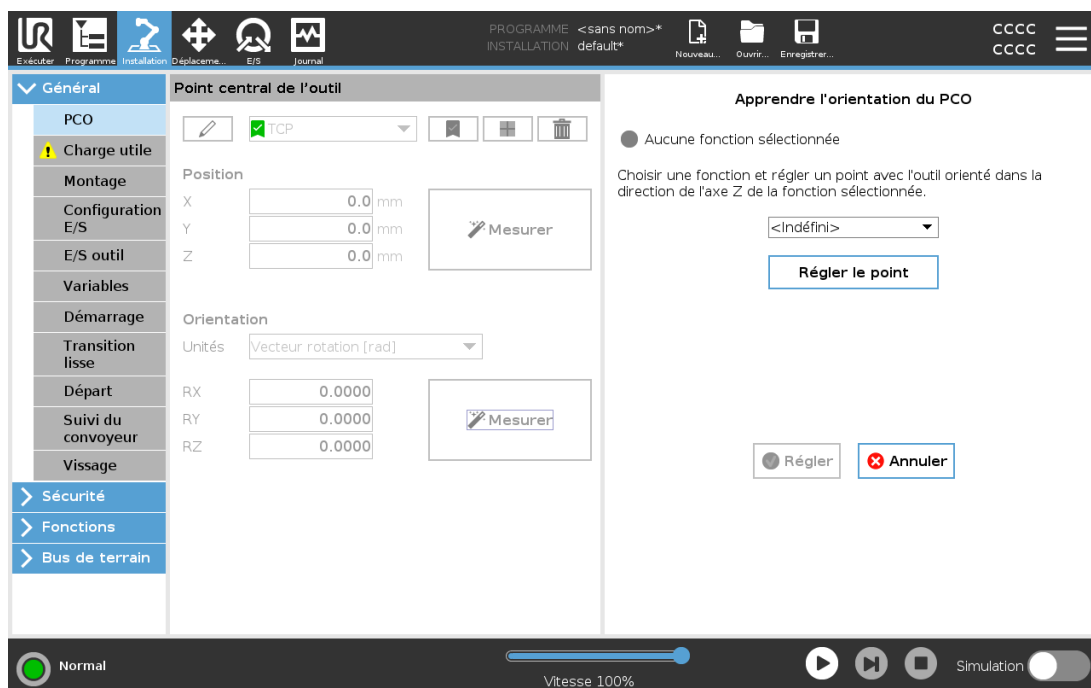 PROGRAMME <sans nom>*
INSTALLATION default*
CCCC
CCCC
Exécuter
Programme
Installation
Déplaceme...
E/S
Journal
Nouveau...
Ouvrir...
Enregistrer...
Général
PCO
Charge utile
Montage
Configuration
E/S
E/S outil
Variables
Démarrage
Transition
lisse
Départ
Suivi du
convoyeur
Vissage
Sécurité
Fonctions
Bus de terrain
Point central de l'outil
TCP
Position
X 0.0 mm
Y 0.0 mm
Z 0.0 mm
Mesurer
Orientation
Unités Vecteur rotation [rad]
RX 0.0000
RY 0.0000
RZ 0.0000
Mesurer
Apprendre l'orientation du PCO
Aucune fonction sélectionnée
Choisir une fonction et régler un point avec l'outil orienté dans la
direction de l'axe Z de la fonction sélectionnée.
<Indéfini>
Régler le point
Régler
Annuler
Normal
Vitesse 100%
Simulation